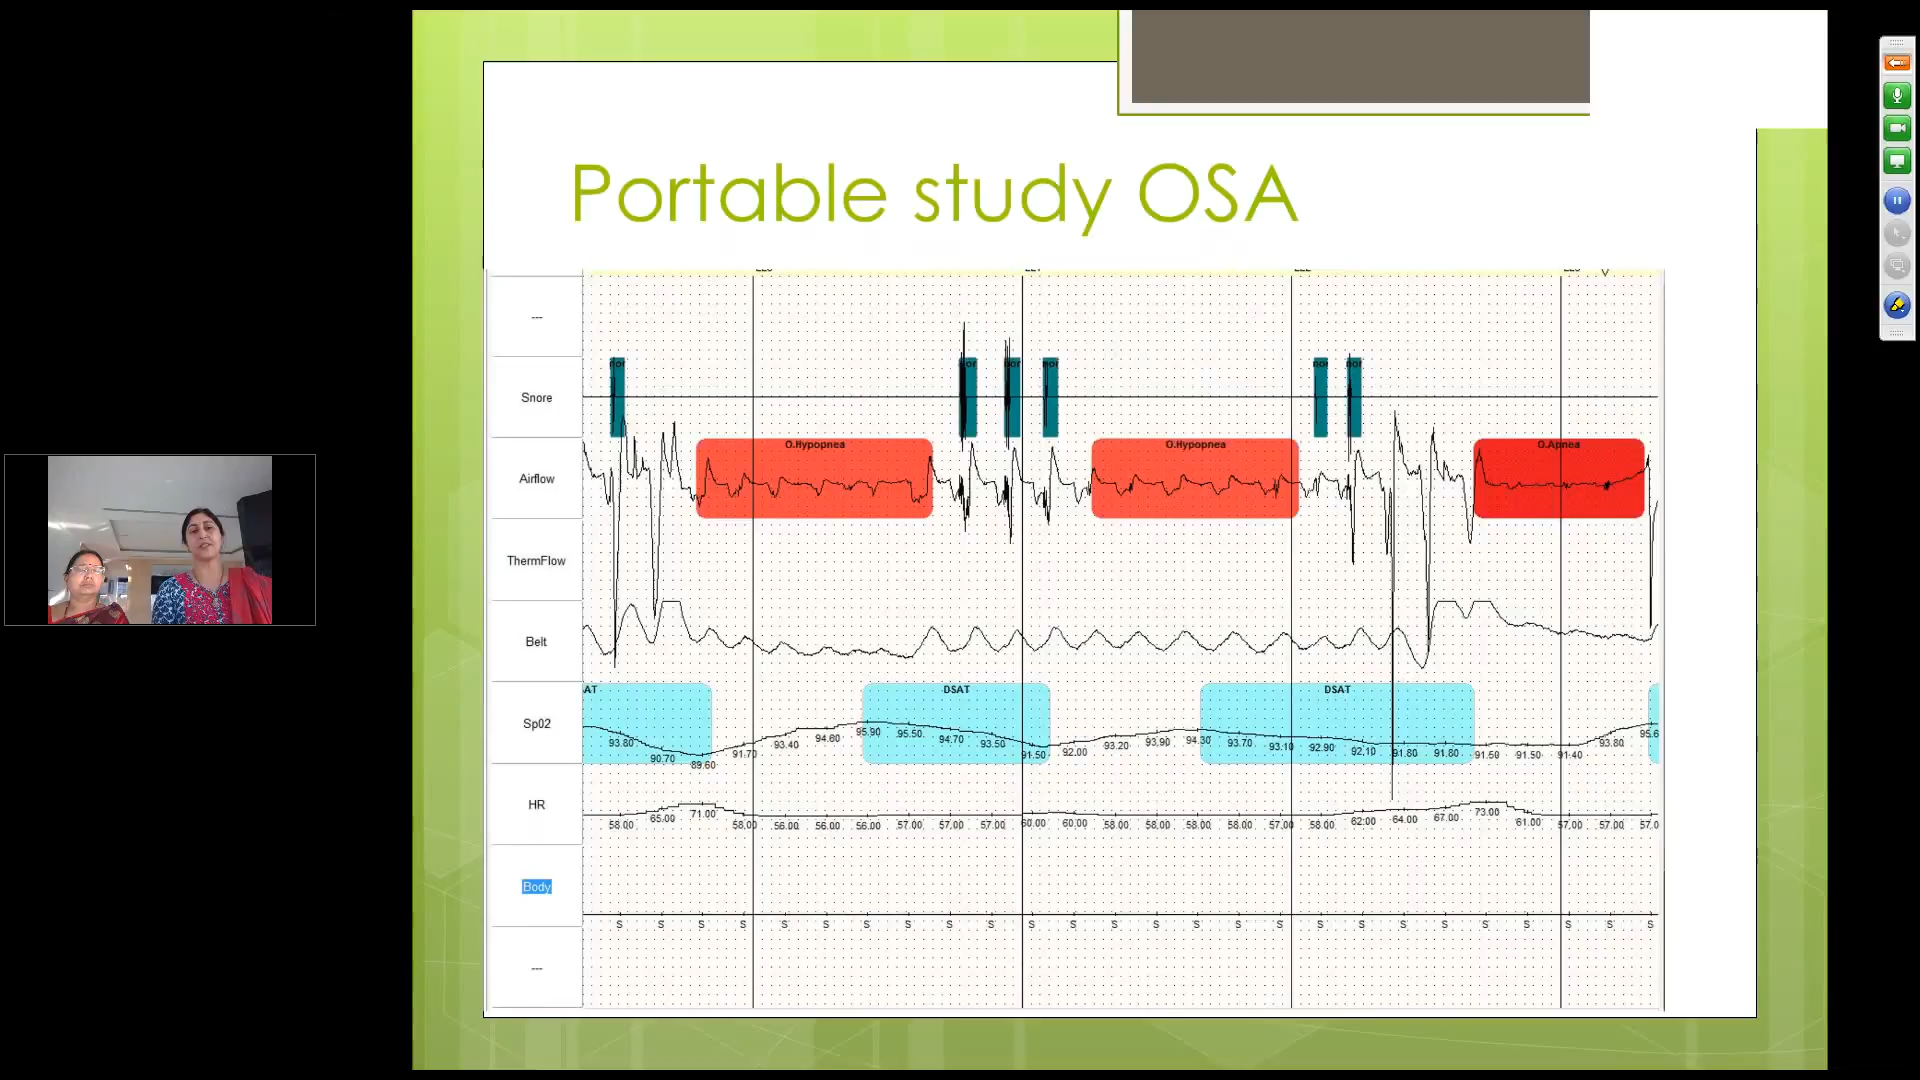 Portable study OSA
---
Snore
Airflow
O.Hypopnea
O.Hypopnea
O.Apnea
ThermFlow
Belt
AT
DSAT
DSAT
Sp02
93.80 90.70 89.60 91.70 93.40 94.60 95.90 95.50 94.70 93.50 91.50 92.00 93.20 93.90 94.30 93.70 93.10 92.90 92.10 91.80 91.80 91.50 91.50 91.40 93.80 95.6
HR
58.00 65.00 71.00 58.00 56.00 56.00 56.00 57.00 57.00 57.00 60.00 60.00 58.00 58.00 58.00 58.00 57.00 58.00 62.00 64.00 67.00 73.00 61.00 57.00 57.00 57.0
Body
S S S S S S S S S S S S S S S S S S S S S S S S S S
---